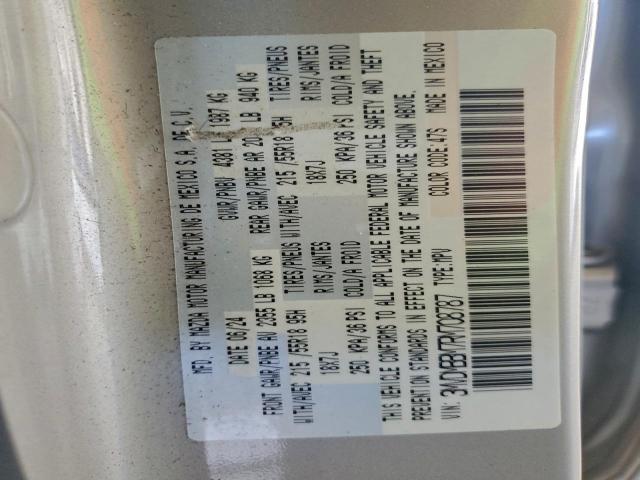 MFD. BY MAZDA MOTOR MANUFACTURING DE MEXICO S.A. DE C.V.
DATE 06/24 GVWR/PNBV 4381 L 1987 KG
FRONT GAWR/PNBE AV 2355 LB 1068 KG REAR GAWR/PNBE AR 20 LB 940 KG
WITH/AVEC 215 /55R18 95H TIRES/PNEUS WITH/AVEC 215 /55R18 95H TIRES/PNEUS
18X7J RIMS/JANTES 18X7J RIMS/JANTES
250 KPA/36 PSI COLD/A FROID 250 KPA/36 PSI COLD/A FROID
THIS VEHICLE CONFORMS TO ALL APPLICABLE FEDERAL MOTOR VEHICLE SAFETY AND THEFT
PREVENTION STANDARDS IN EFFECT ON THE DATE OF MANUFACTURE SHOWN ABOVE.
VIN: TYPE:MPV COLOR CODE:47S MADE IN MEXICO